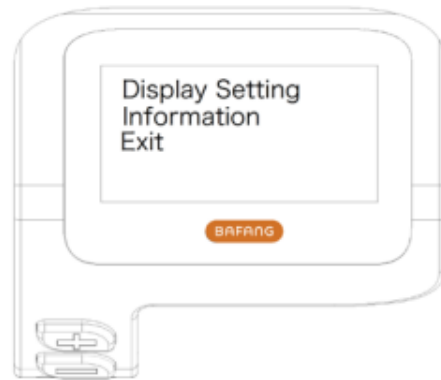 Display Setting
Information
Exit
BAFANG
+
–